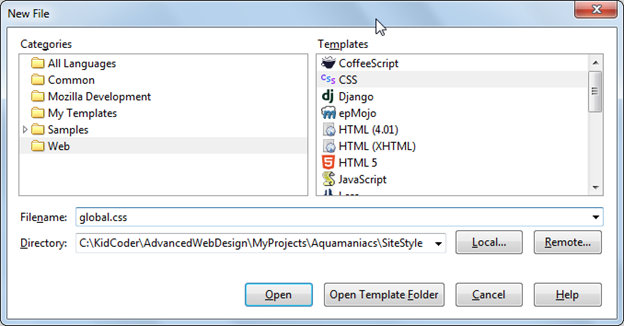 New File
Categories
All Languages
Common
Mozilla Development
My Templates
Samples
Web
Templates
CoffeeScript
CSS
Django
epMojo
HTML (4.01)
HTML (XHTML)
HTML 5
JavaScript
Filename: global.css
Directory: C:\KidCoder\AdvancedWebDesign\MyProjects\Aquamaniacs\SiteStyle Local... Remote...
Open Open Template Folder Cancel Help